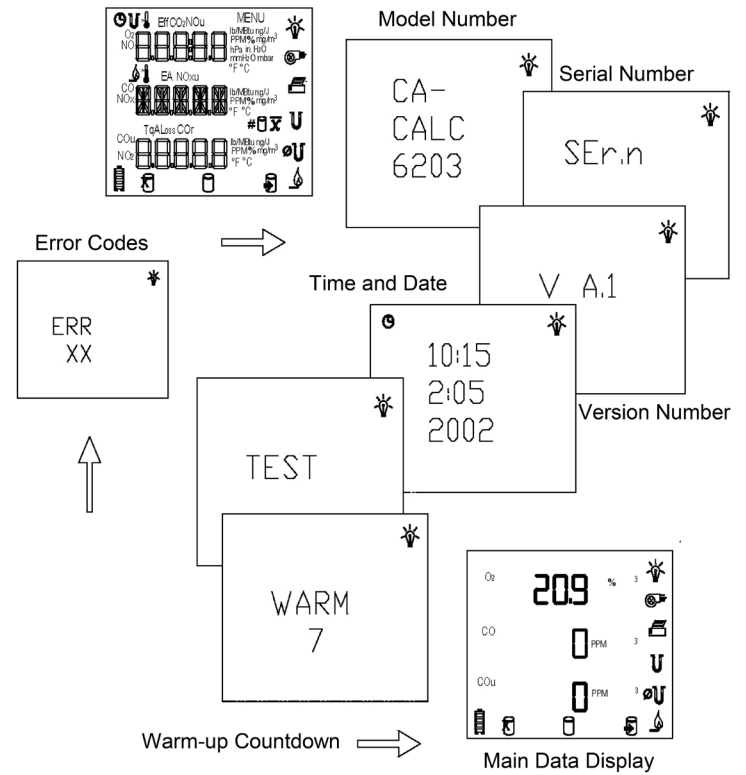 Eff CO2 NOu MENU
O2
NO
lb/MBtu ng/J
PPM% mg/m3
hPa in. H2O
mmH2O mbar
°F °C
EA NOxu
CO
NOx
lb/MBtu ng/J
PPM% mg/m3
°F °C
#
TqALoss COr
COu
NO2
lb/MBtu ng/J
PPM% mg/m3
°F °C
Model Number
CA-
CALC
6203
Serial Number
SEr.n
V A.1
Version Number
Error Codes
ERR
XX
Time and Date
10:15
2:05
2002
TEST
WARM
7
Warm-up Countdown
O2 20.9 % 3
CO 0 PPM 3
COu 0 PPM 3
Main Data Display